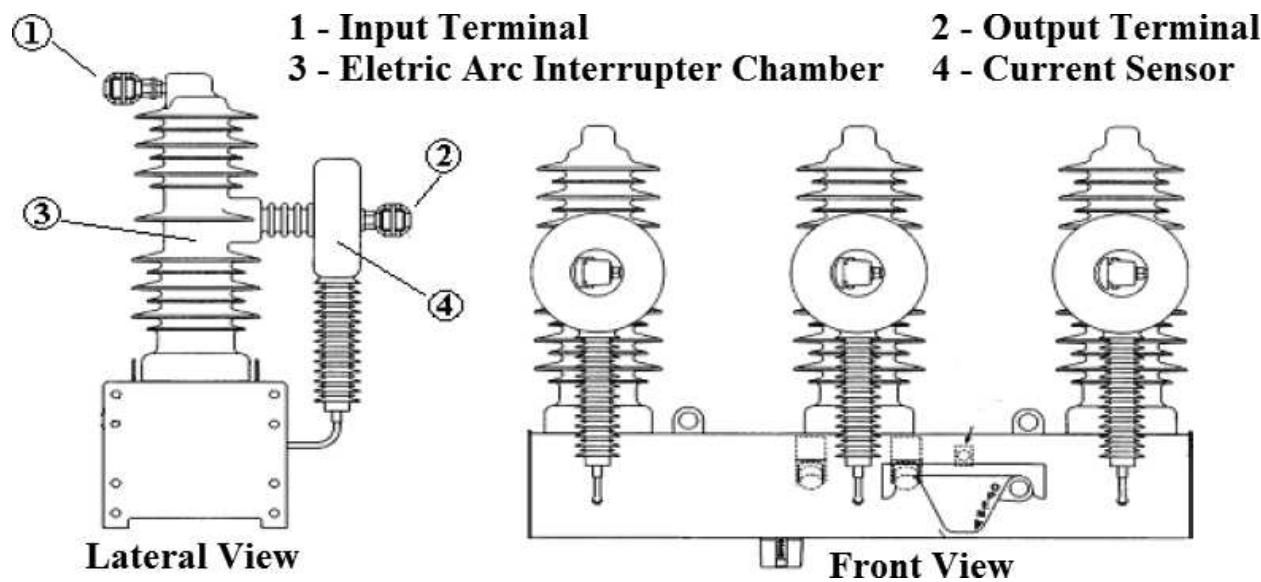 1 - Input Terminal
2 - Output Terminal
3 - Eletric Arc Interrupter Chamber
4 - Current Sensor
1
2
3
4
Lateral View
Front View